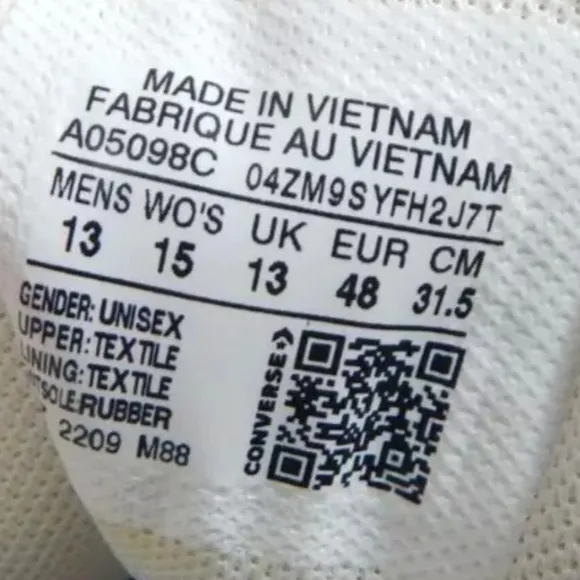 MADE IN VIETNAM
FABRIQUE AU VIETNAM
A05098C 04ZM9SYFH2J7T
MENS WO'S UK EUR CM
13 15 13 48 31.5
GENDER: UNISEX
UPPER: TEXTILE
LINING: TEXTILE
RUBBER
2209 M88
CONVERSE